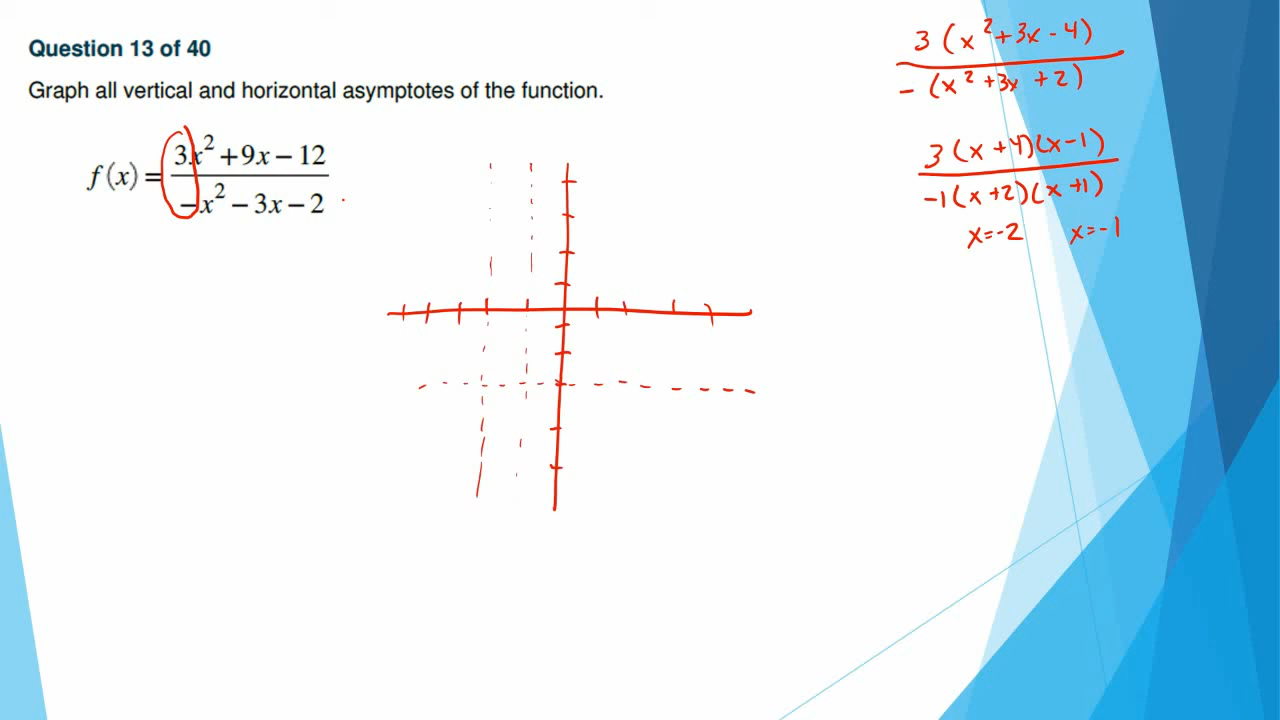 Question 13 of 40
Graph all vertical and horizontal asymptotes of the function.
f(x) = (3x² + 9x − 12)/(−x² − 3x − 2)
3(x² + 3x − 4)
−(x² + 3x + 2)
3(x + 4)(x − 1)
−1(x + 2)(x + 1)
x = −2 x = −1